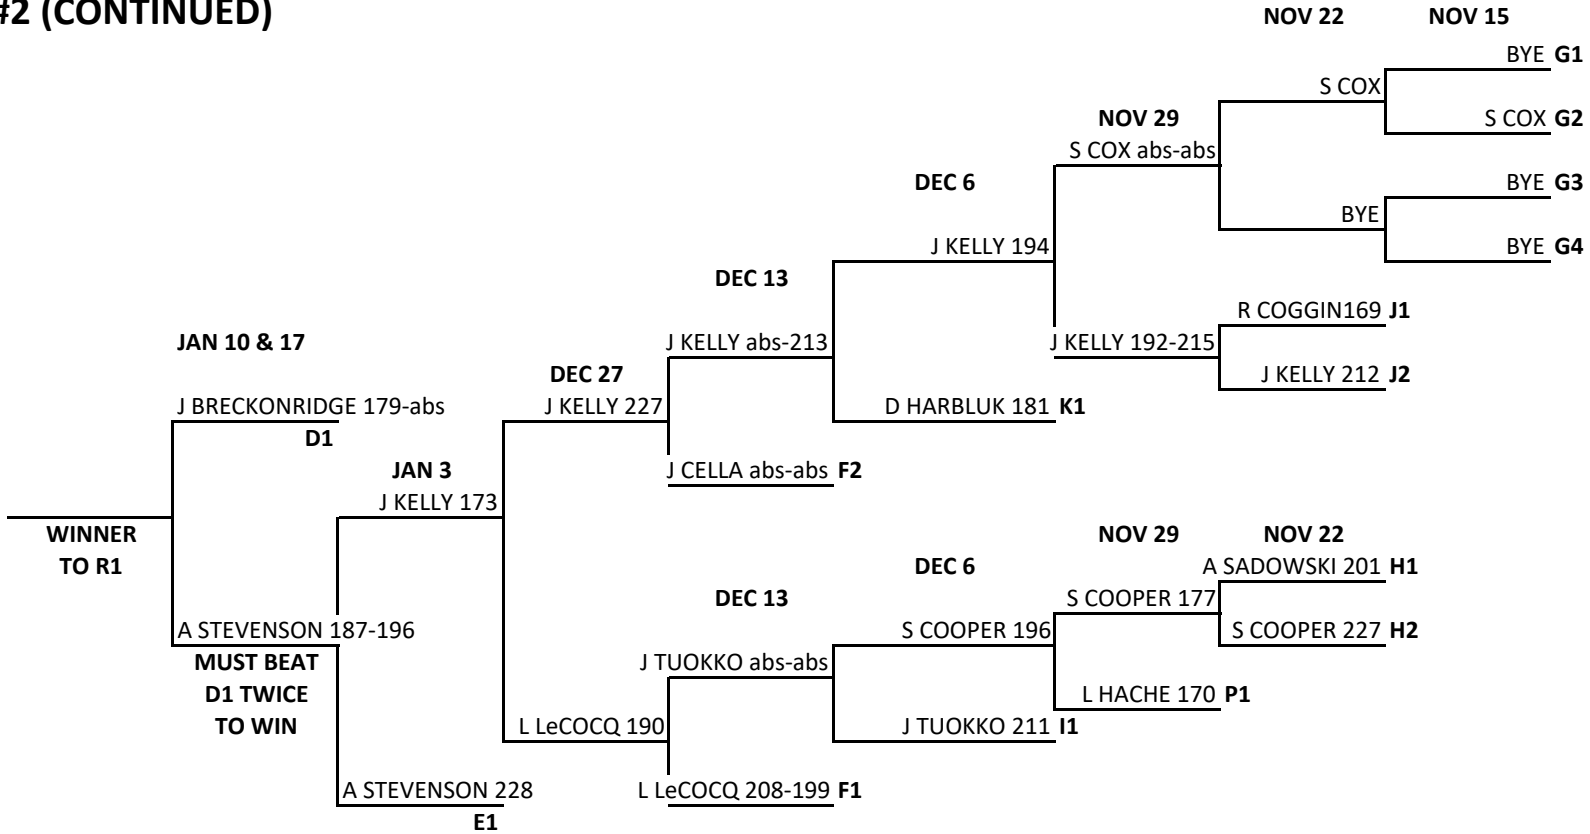 #2 (CONTINUED)
NOV 22 NOV 15
BYE G1
S COX
NOV 29 S COX G2
S COX abs-abs
DEC 6 BYE G3
BYE
J KELLY 194 BYE G4
DEC 13
R COGGIN169 J1
JAN 10 & 17 J KELLY abs-213 J KELLY 192-215
DEC 27 J KELLY 212 J2
J BRECKONRIDGE 179-abs J KELLY 227 D HARBLUK 181 K1
D1
JAN 3 J CELLA abs-abs F2
J KELLY 173
WINNER NOV 29 NOV 22
TO R1 DEC 6 A SADOWSKI 201 H1
DEC 13 S COOPER 177
A STEVENSON 187-196 S COOPER 196 S COOPER 227 H2
MUST BEAT J TUOKKO abs-abs
D1 TWICE L HACHE 170 P1
TO WIN L LeCOCQ 190 J TUOKKO 211 I1
A STEVENSON 228 L LeCOCQ 208-199 F1
E1